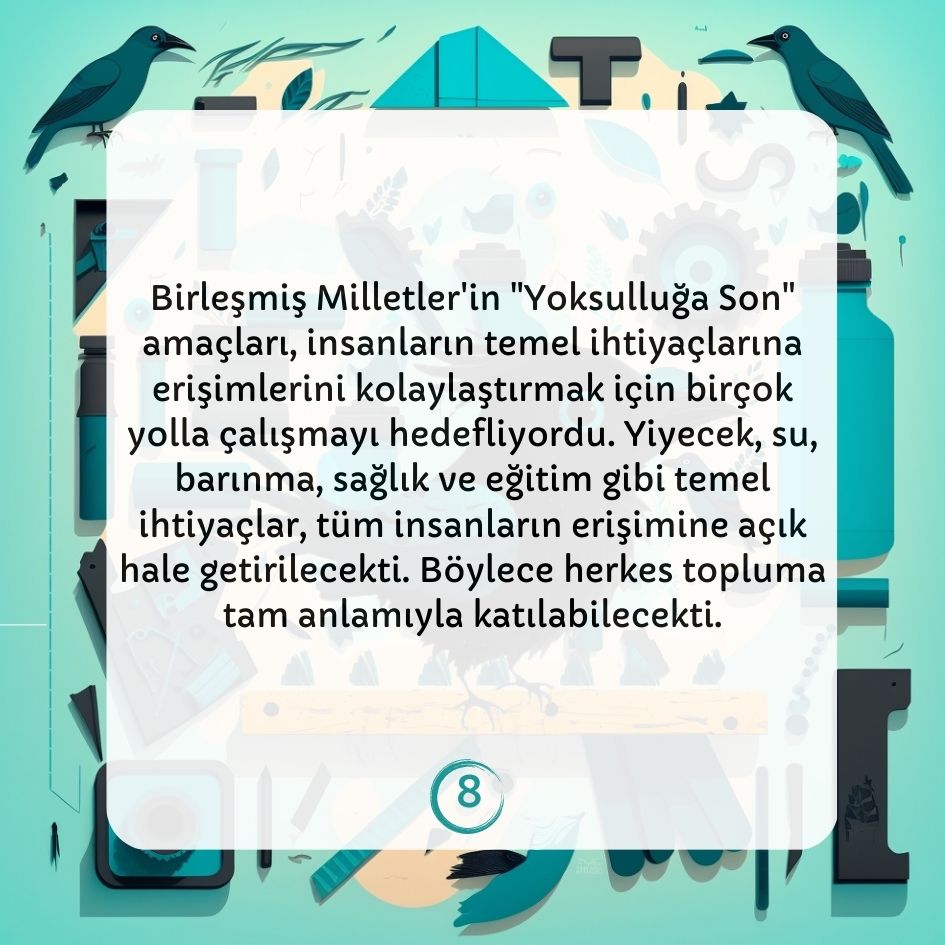 Birleşmiş Milletler'in "Yoksulluğa Son"
amaçları, insanların temel ihtiyaçlarına
erişimlerini kolaylaştırmak için birçok
yolla çalışmayı hedefliyordu. Yiyecek, su,
barınma, sağlık ve eğitim gibi temel
ihtiyaçlar, tüm insanların erişimine açık
hale getirilecekti. Böylece herkes topluma
tam anlamıyla katılabilecekti.
8